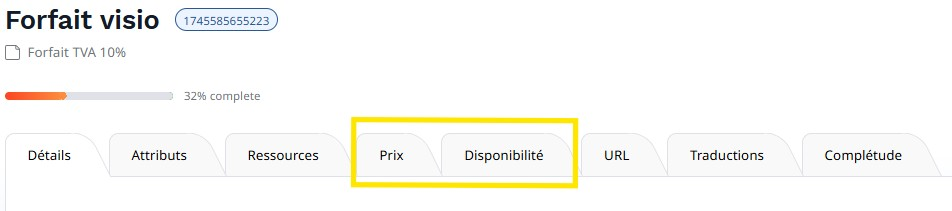 Forfait visio 1745585655223
Forfait TVA 10%
32% complete
Détails Attributs Ressources Prix Disponibilité URL Traductions Complétude